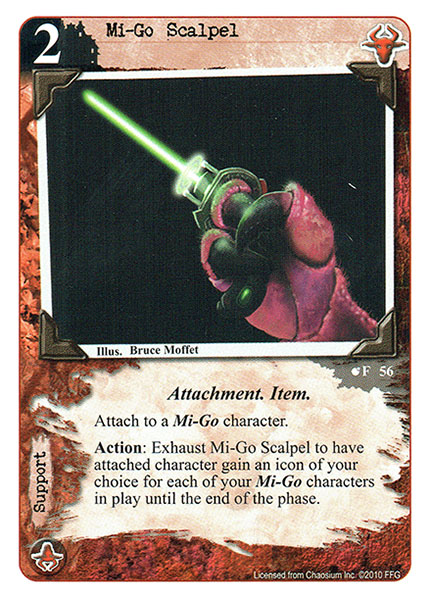 2
Mi-Go Scalpel
Illus. Bruce Moffet
F 56
Attachment. Item.
Attach to a Mi-Go character.
Action: Exhaust Mi-Go Scalpel to have
attached character gain an icon of your
choice for each of your Mi-Go characters
in play until the end of the phase.
Support
Licensed from Chaosium Inc. ©2010 FFG